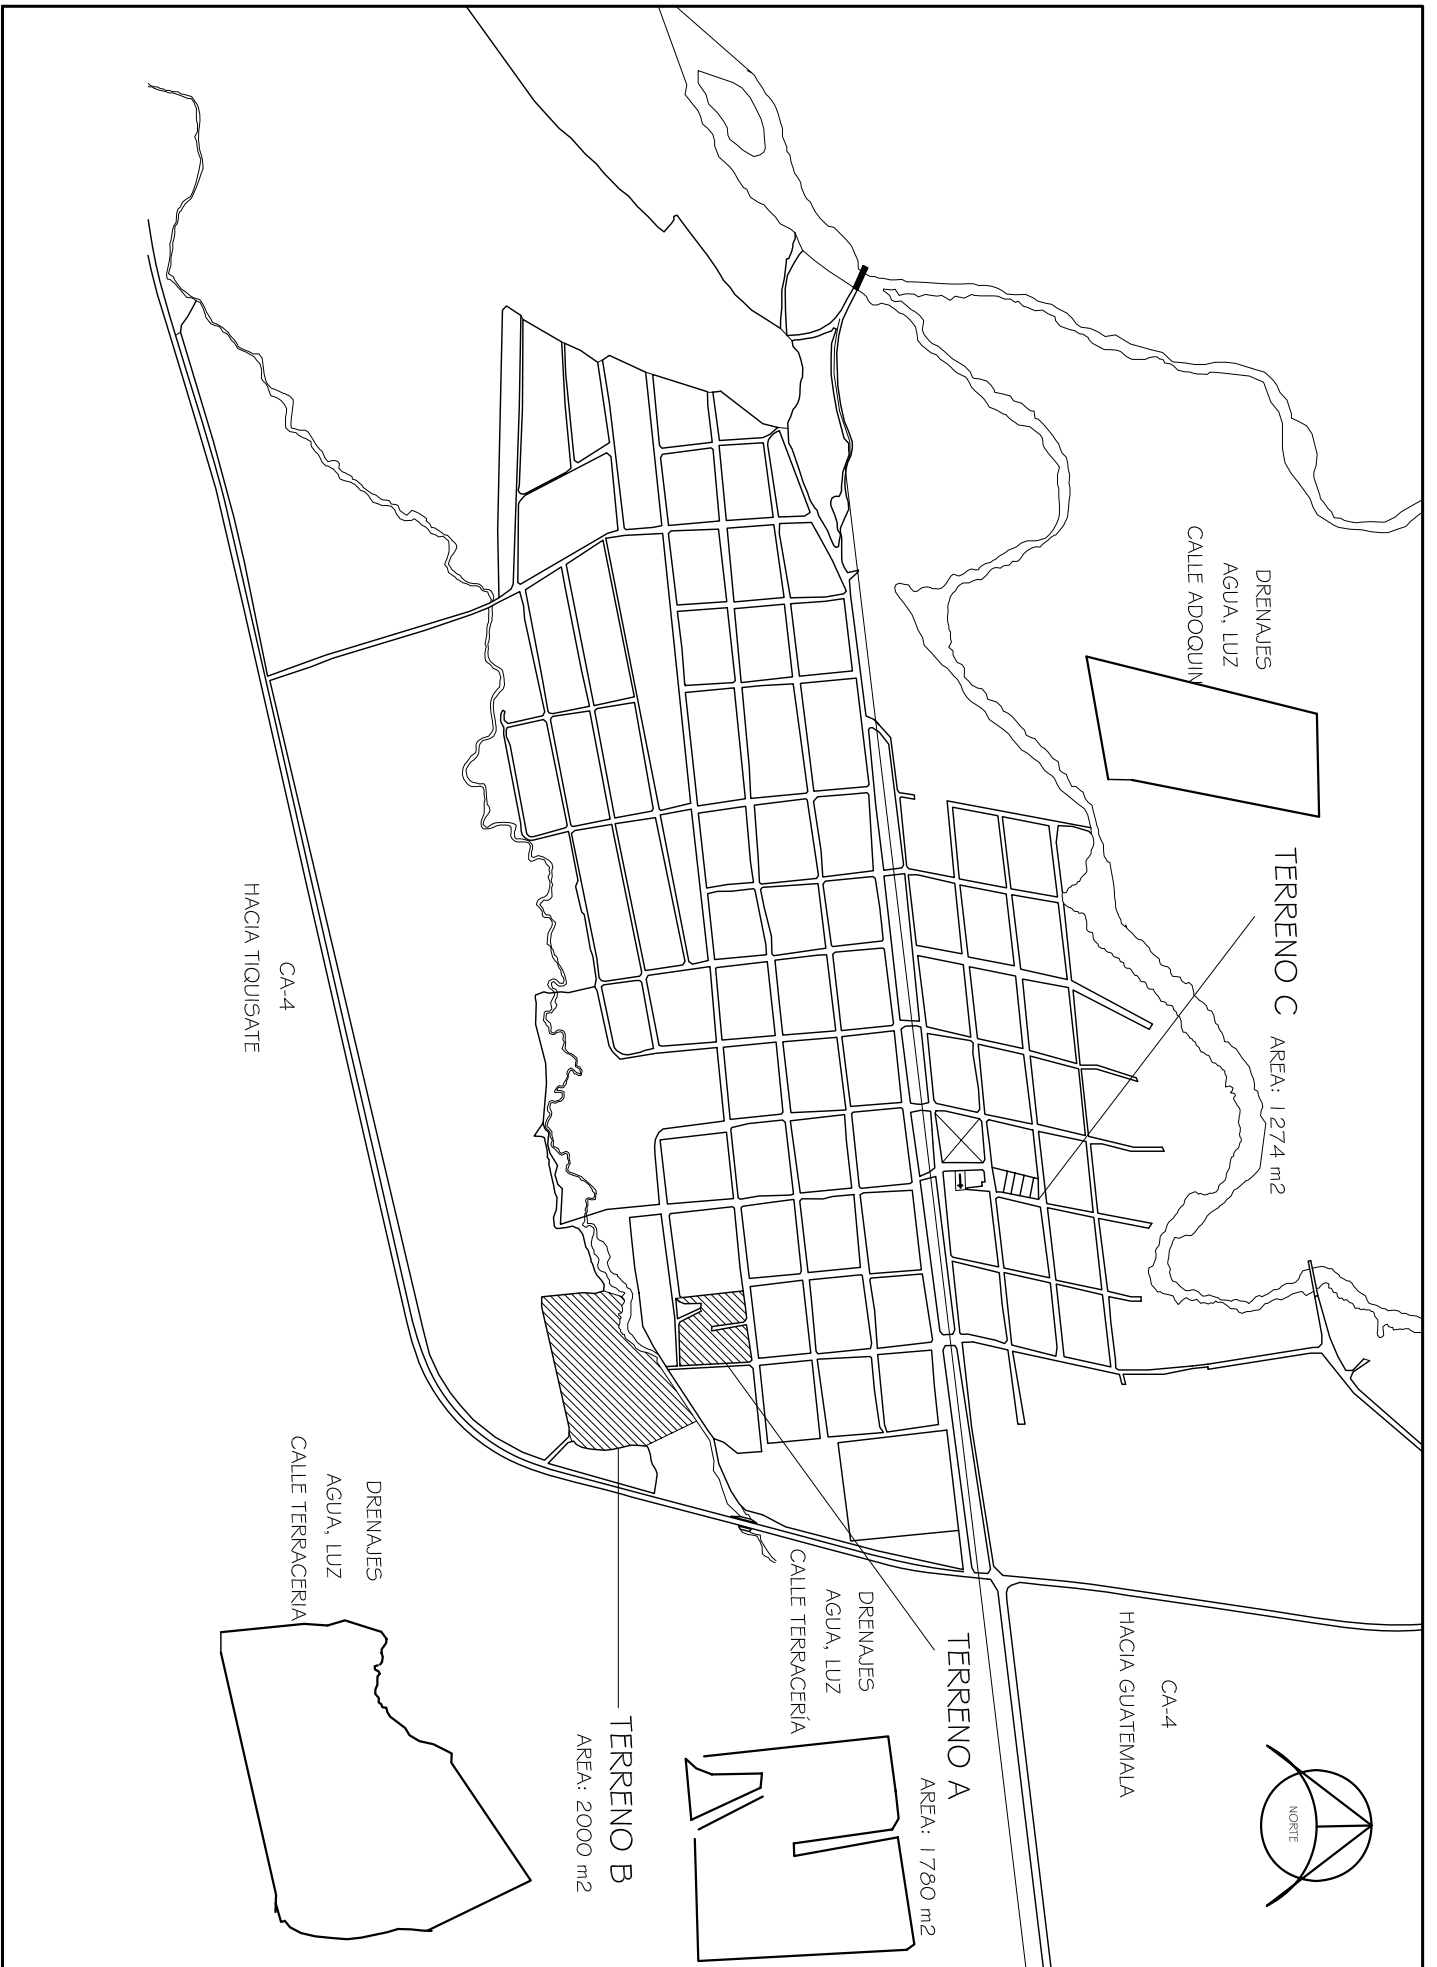 DRENAJES
AGUA, LUZ
CALLE ADOQUIN
TERRENO C
AREA: 1274 m2
CA-4
HACIA TIQUISATE
CA-4
HACIA GUATEMALA
NORTE
TERRENO A
AREA: 1780 m2
DRENAJES
AGUA, LUZ
CALLE TERRACERÍA
TERRENO B
AREA: 2000 m2
DRENAJES
AGUA, LUZ
CALLE TERRACERIA